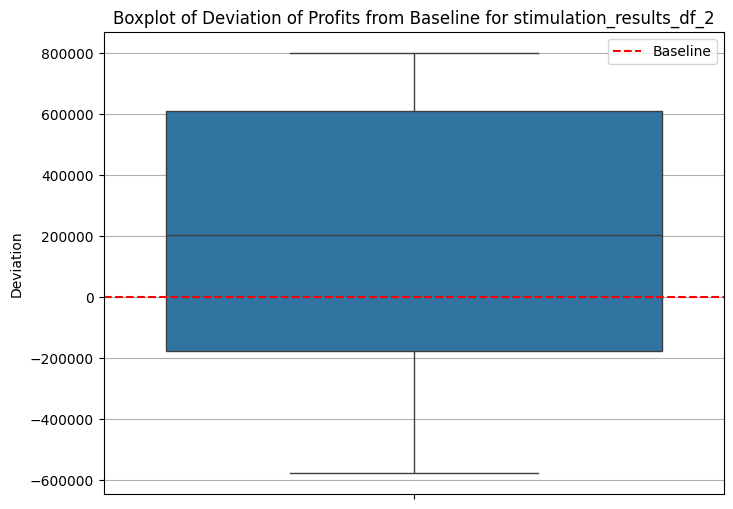 Boxplot of Deviation of Profits from Baseline for stimulation_results_df_2
Baseline
800000
600000
400000
200000
0
−200000
−400000
−600000
Deviation